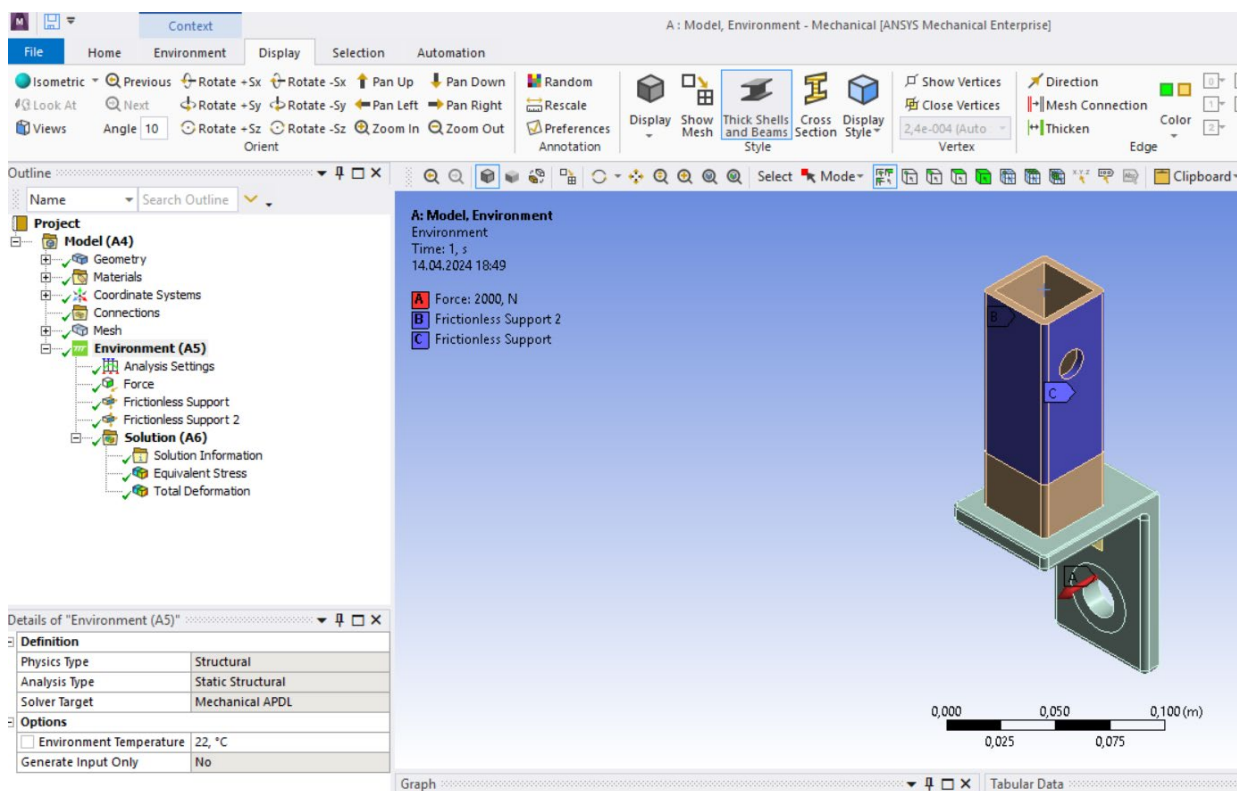 M
Context
A : Model, Environment - Mechanical [ANSYS Mechanical Enterprise]
File Home Environment Display Selection Automation
Isometric Previous Rotate +Sx Rotate -Sx Pan Up Pan Down Random Show Vertices Direction
Look At Next Rotate +Sy Rotate -Sy Pan Left Pan Right Rescale Close Vertices Mesh Connection
Views Angle 10 Rotate +Sz Rotate -Sz Zoom In Zoom Out Preferences 2,4e-004 (Auto Thicken
Display Show Mesh Thick Shells and Beams Cross Section Display Style Color
0
1
2
Orient Annotation Style Vertex Edge
Outline
Name Search Outline
Select Mode Clipboard
Project
Model (A4)
Geometry
Materials
Coordinate Systems
Connections
Mesh
Environment (A5)
Analysis Settings
Force
Frictionless Support
Frictionless Support 2
Solution (A6)
Solution Information
Equivalent Stress
Total Deformation
Details of "Environment (A5)"
Definition
Physics Type Structural
Analysis Type Static Structural
Solver Target Mechanical APDL
Options
Environment Temperature 22, °C
Generate Input Only No
A: Model, Environment
Environment
Time: 1, s
14.04.2024 18:49
A Force: 2000, N
B Frictionless Support 2
C Frictionless Support
B
C
A
0,000 0,050 0,100 (m)
0,025 0,075
Graph Tabular Data